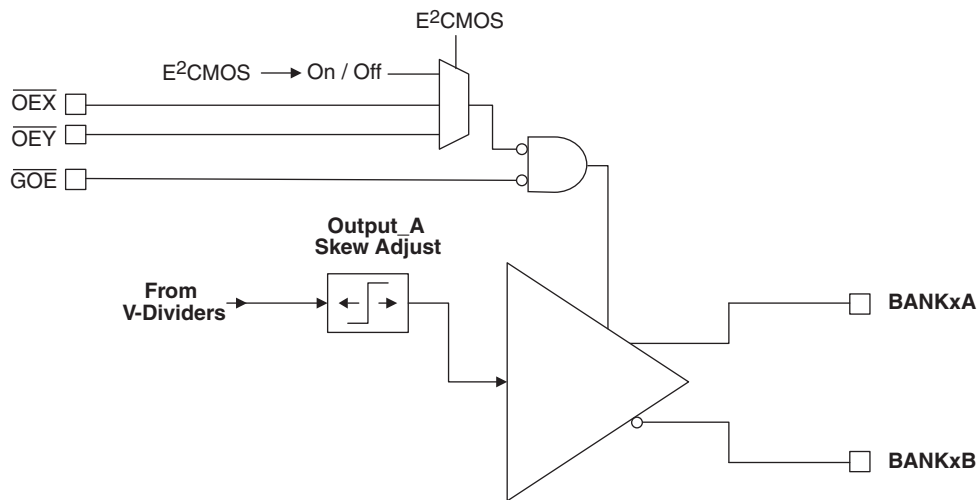 E²CMOS
E²CMOS On / Off
OEX
OEY
GOE
Output_A
Skew Adjust
From
V-Dividers
BANKxA
BANKxB